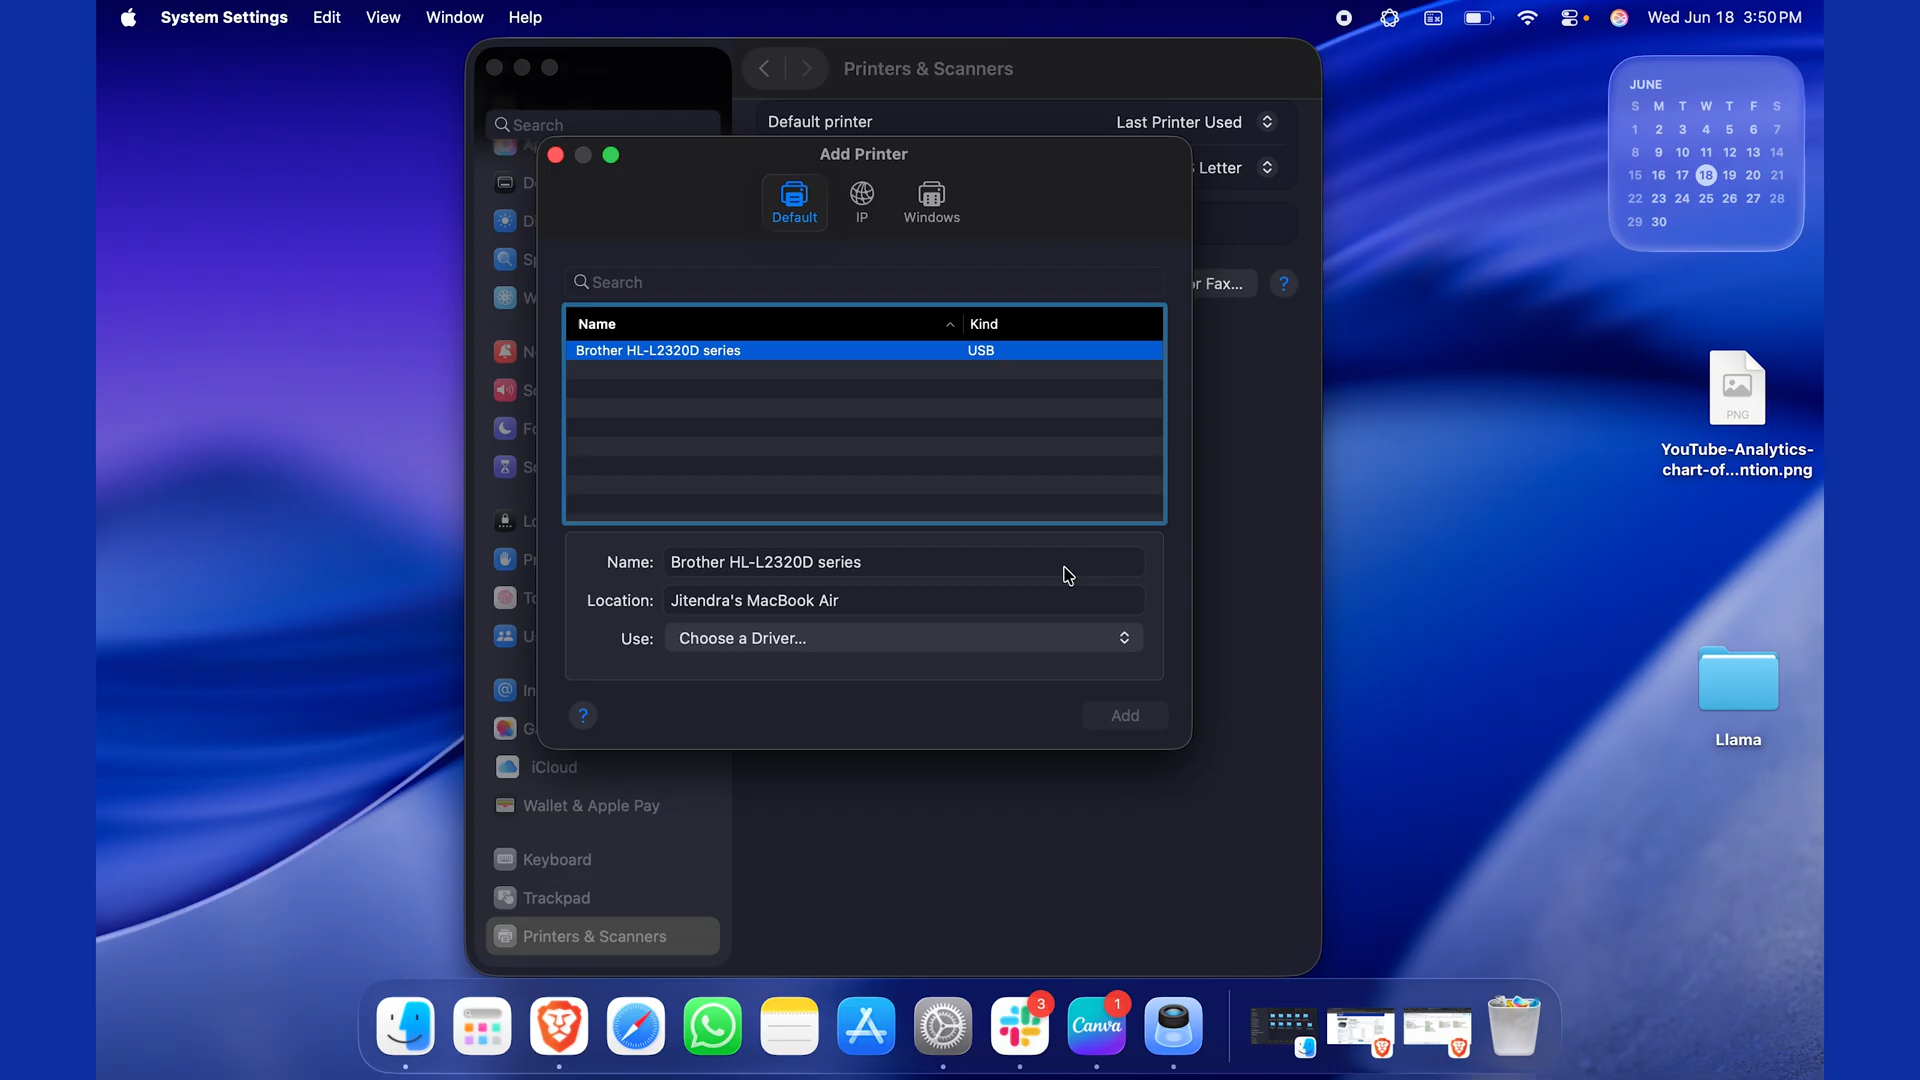 System Settings Edit View Window Help Wed Jun 18 3:50 PM
Printers & Scanners
Search
Default printer Last Printer Used
Letter
Add Printer
Default IP Windows
Search
r Fax... ?
Name Kind
Brother HL-L2320D series USB
Name: Brother HL-L2320D series
Location: Jitendra's MacBook Air
Use: Choose a Driver...
? Add
iCloud
Wallet & Apple Pay
Keyboard
Trackpad
Printers & Scanners
JUNE
S M T W T F S
1 2 3 4 5 6 7
8 9 10 11 12 13 14
15 16 17 18 19 20 21
22 23 24 25 26 27 28
29 30
PNG
YouTube-Analytics-
chart-of...ntion.png
Llama
3
1
Canva